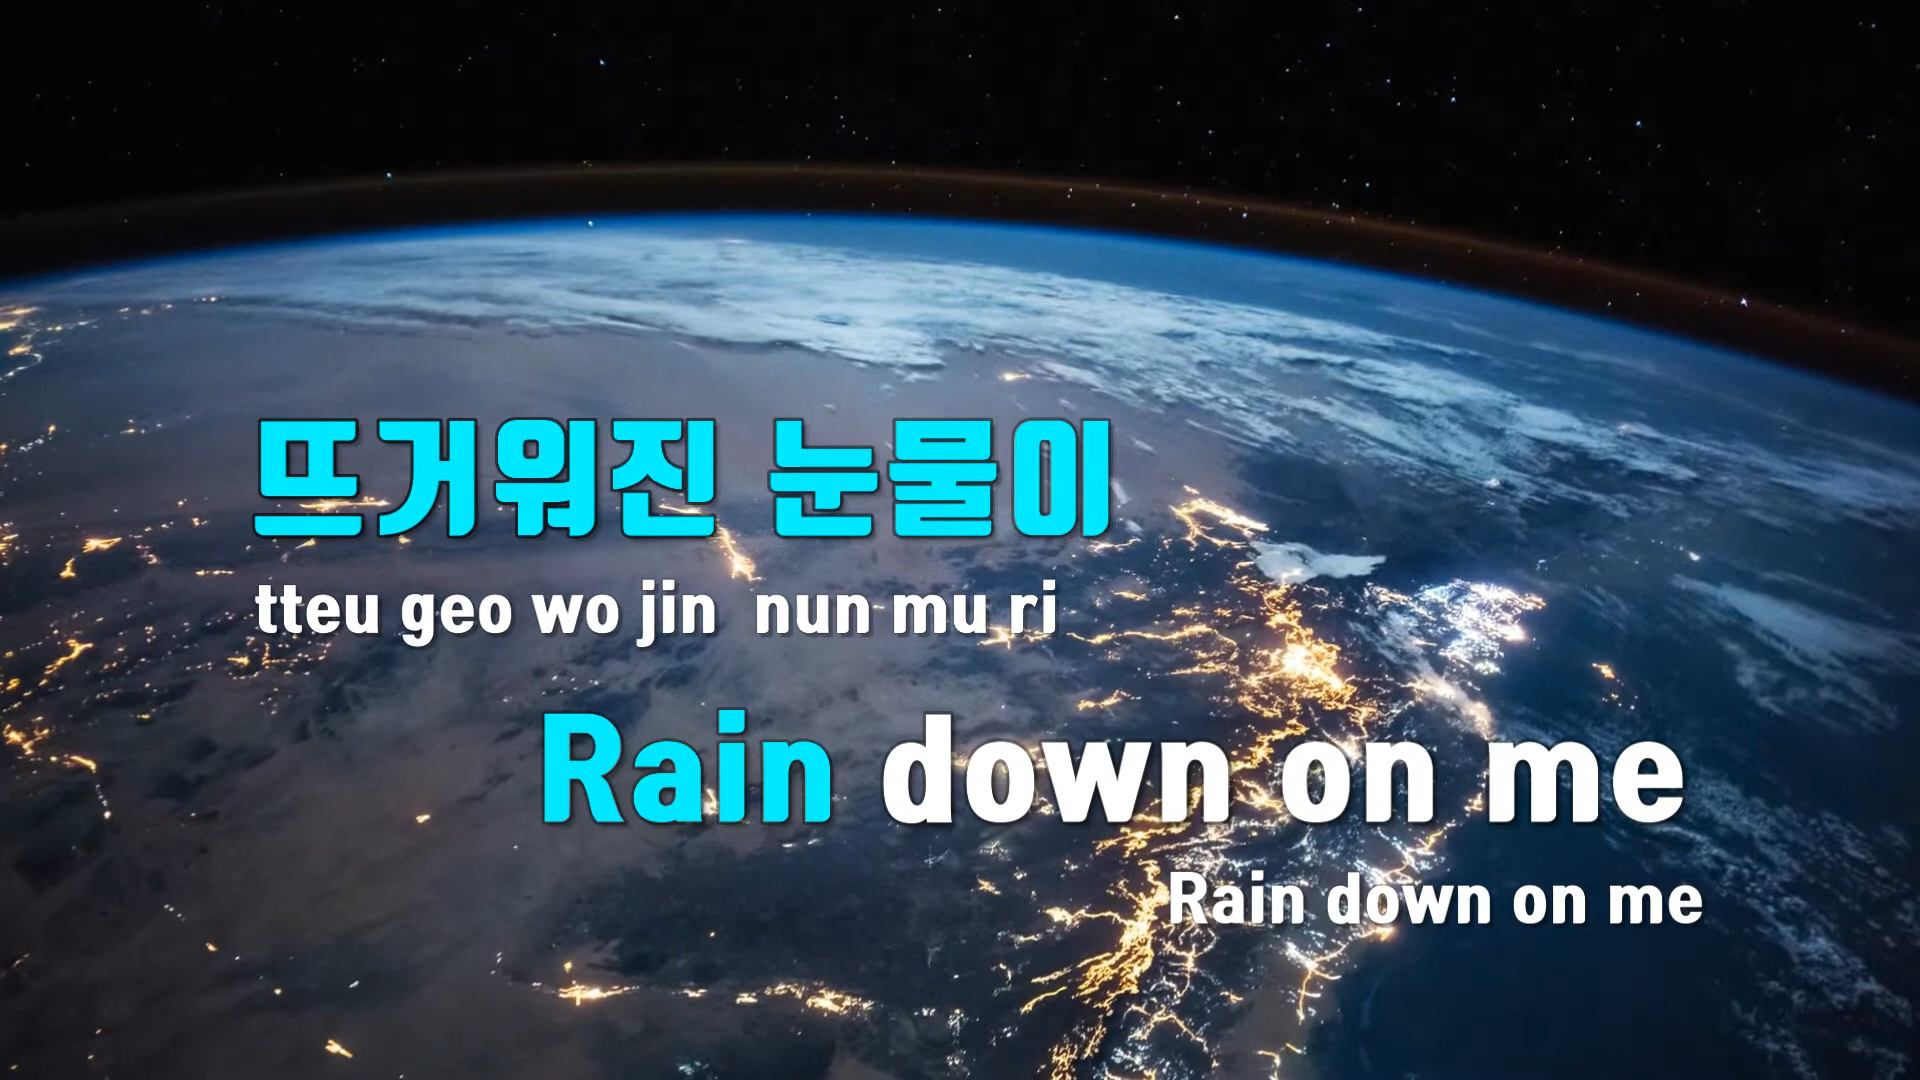 뜨거워진 눈물이
tteu geo wo jin nun mu ri
Rain down on me
Rain down on me